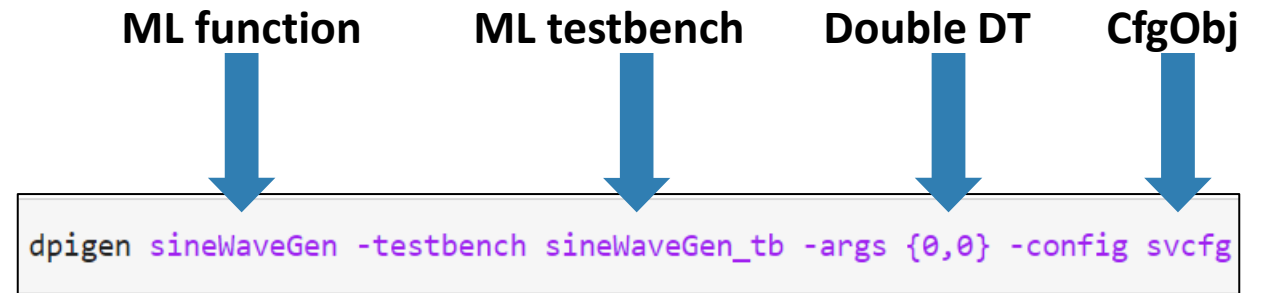 ML function ML testbench Double DT CfgObj
dpigen sineWaveGen -testbench sineWaveGen_tb -args {0,0} -config svcfg